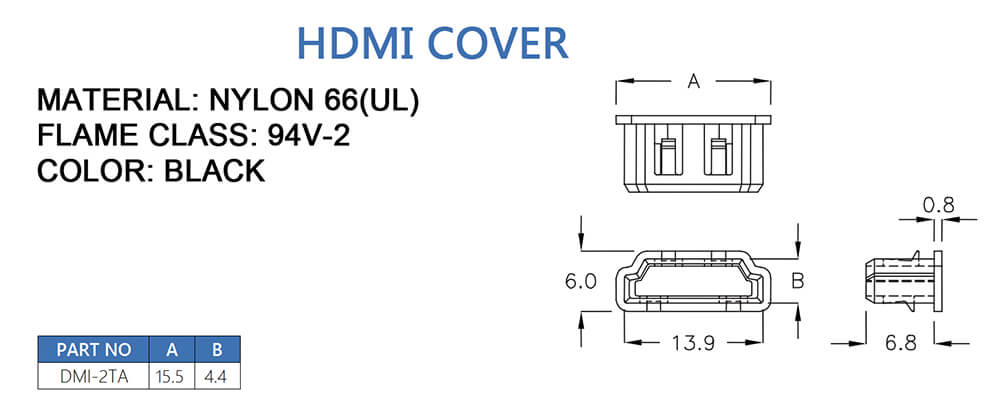 HDMI COVER
MATERIAL: NYLON 66(UL)
FLAME CLASS: 94V-2
COLOR: BLACK
A
0.8
6.0
B
13.9
6.8
PART NO A B
DMI-2TA 15.5 4.4